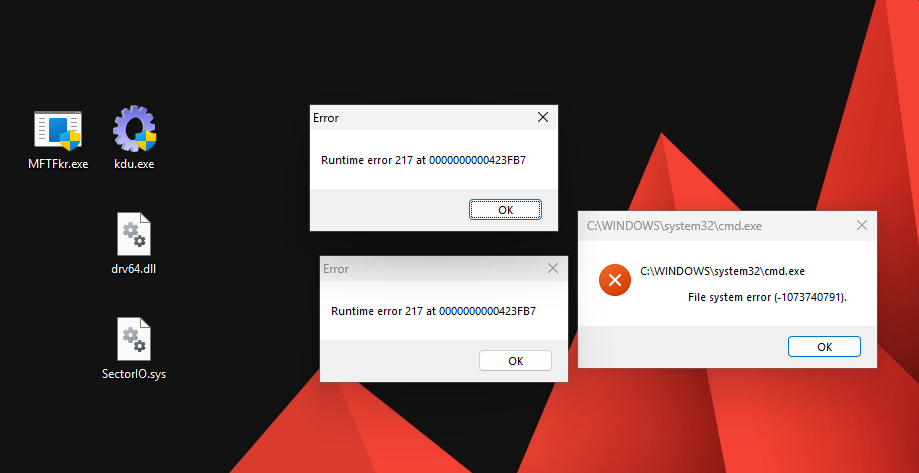 MFTFkr.exe
kdu.exe
drv64.dll
SectorIO.sys
Error
Runtime error 217 at 0000000000423FB7
OK
Error
Runtime error 217 at 0000000000423FB7
OK
C:\WINDOWS\system32\cmd.exe
C:\WINDOWS\system32\cmd.exe
File system error (-1073740791).
OK